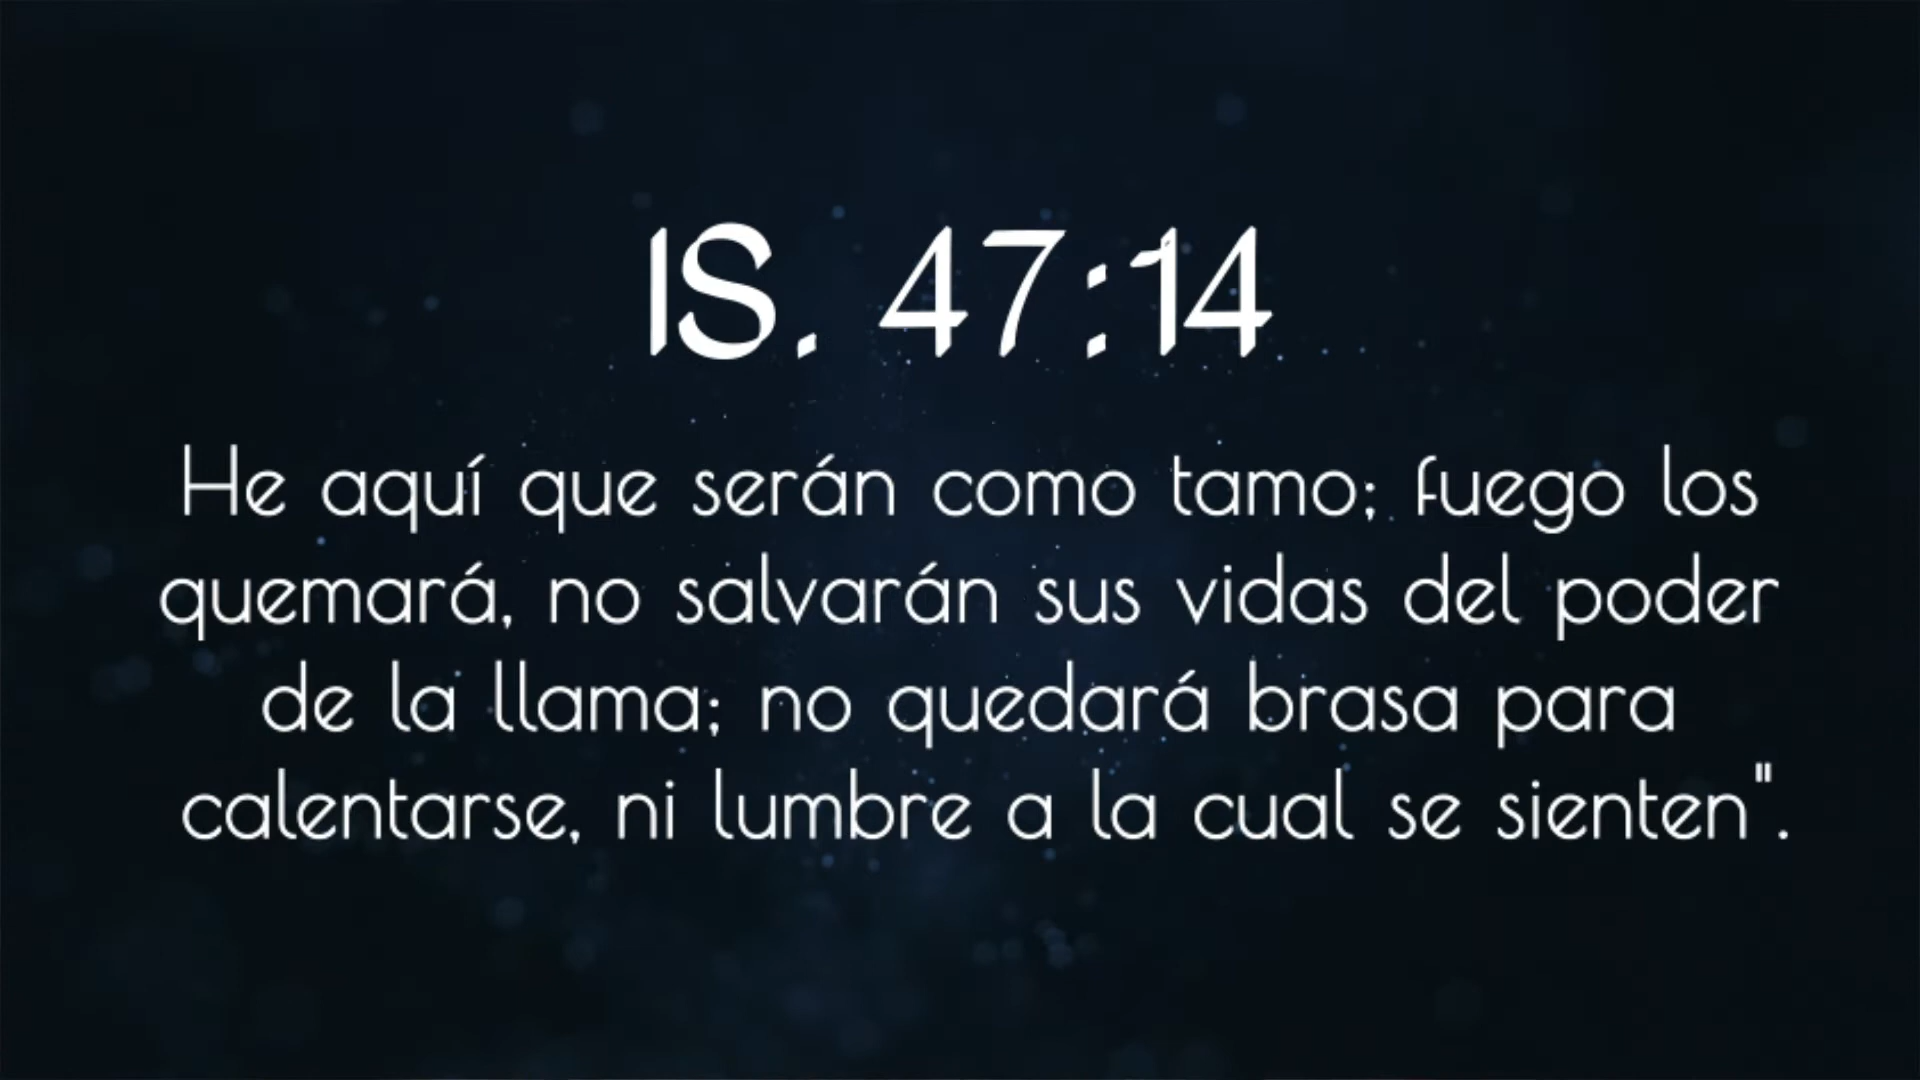 IS. 47:14
He aquí que serán como tamo; fuego los
quemará, no salvarán sus vidas del poder
de la llama; no quedará brasa para
calentarse, ni lumbre a la cual se sienten".